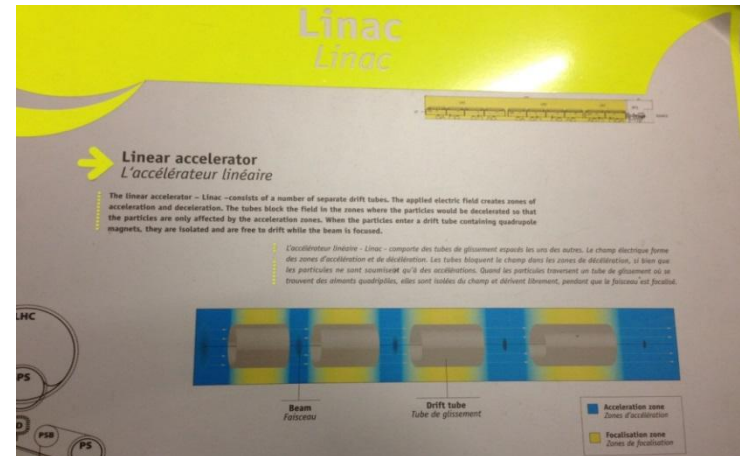 Linac
Linac
Linear accelerator
L'accélérateur linéaire
The linear accelerator – Linac –consists of a number of separate drift tubes. The applied electric field creates zones of
acceleration and deceleration. The tubes block the field in the zones where the particles would be decelerated so that
the particles are only affected by the acceleration zones. When the particles enter a drift tube containing quadrupole
magnets, they are isolated and are free to drift while the beam is focused.
L'accélérateur linéaire - Linac - comporte des tubes de glissement espacés les uns des autres. Le champ électrique forme
des zones d'accélération et de décélération. Les tubes bloquent le champ dans les zones de décélération, si bien que
les particules ne sont soumises qu'à des accélérations. Quand les particules traversent un tube de glissement où se
trouvent des aimants quadripôles, elles sont isolées du champ et dérivent librement, pendant que le faisceau est focalisé.
LHC
PS
PSB
PS
Beam
Faisceau
Drift tube
Tube de glissement
Acceleration zone
Zones d'accélération
Focalisation zone
Zones de focalisation